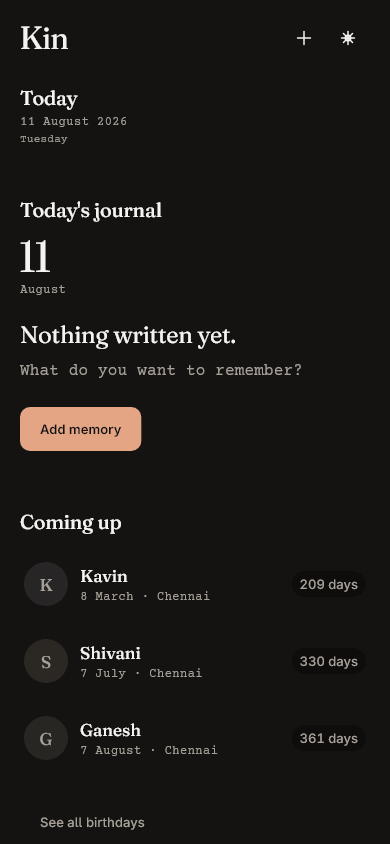 Kin
Today
11 August 2026
Tuesday
Today's journal
11
August
Nothing written yet.
What do you want to remember?
Add memory
Coming up
K
Kavin
8 March · Chennai
209 days
S
Shivani
7 July · Chennai
330 days
G
Ganesh
7 August · Chennai
361 days
See all birthdays